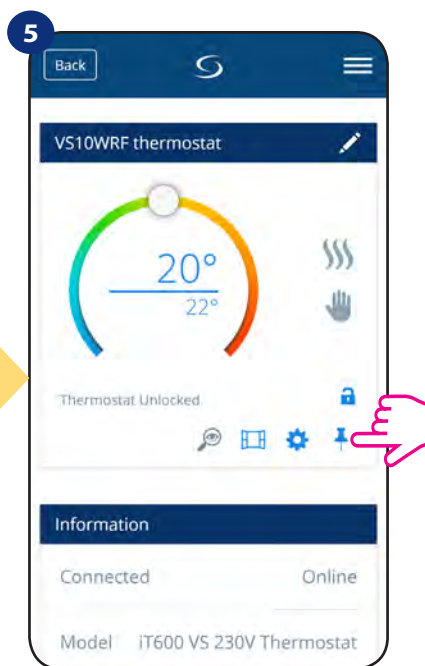 5
Back
VS10WRF thermostat
20°
22°
Thermostat Unlocked
Information
Connected Online
Model iT600 VS 230V Thermostat